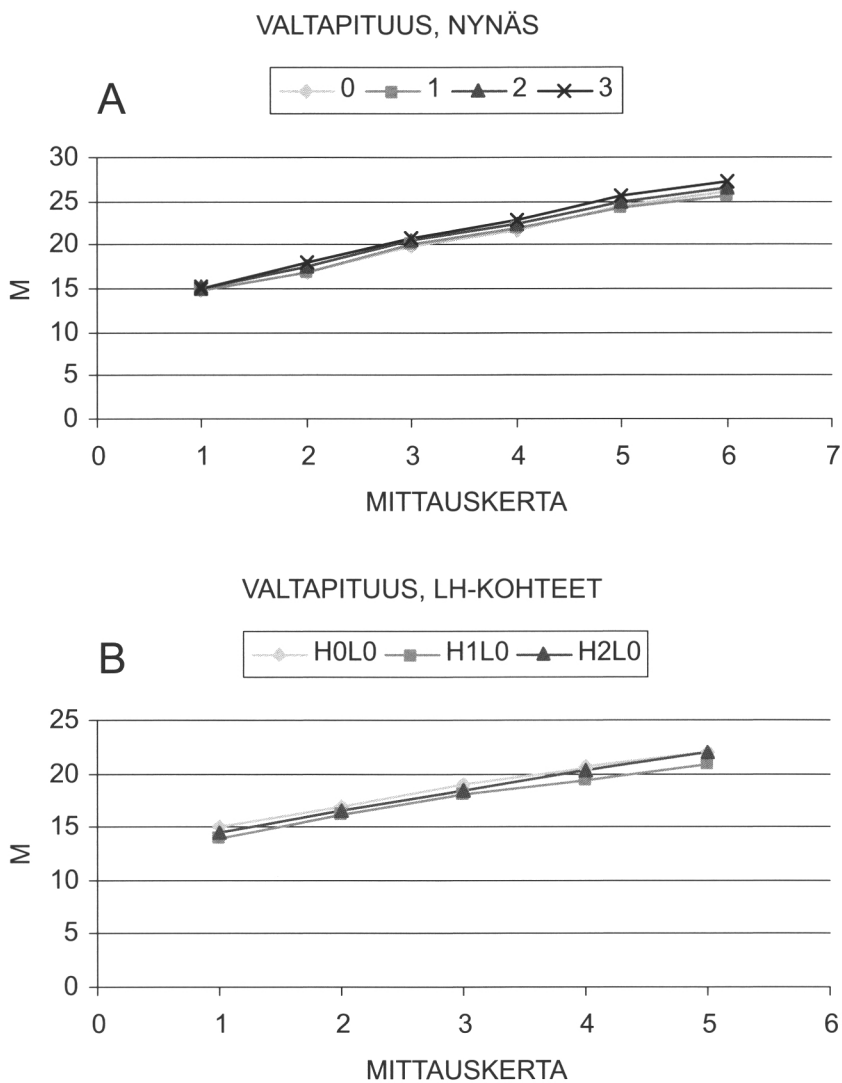 VALTAPITUUS, NYNÄS
A
0 1 2 3
30
25
20
15
10
5
0
M
0 1 2 3 4 5 6 7
MITTAUSKERTA
VALTAPITUUS, LH-KOHTEET
B
H0L0 H1L0 H2L0
25
20
15
10
5
0
M
0 1 2 3 4 5 6
MITTAUSKERTA